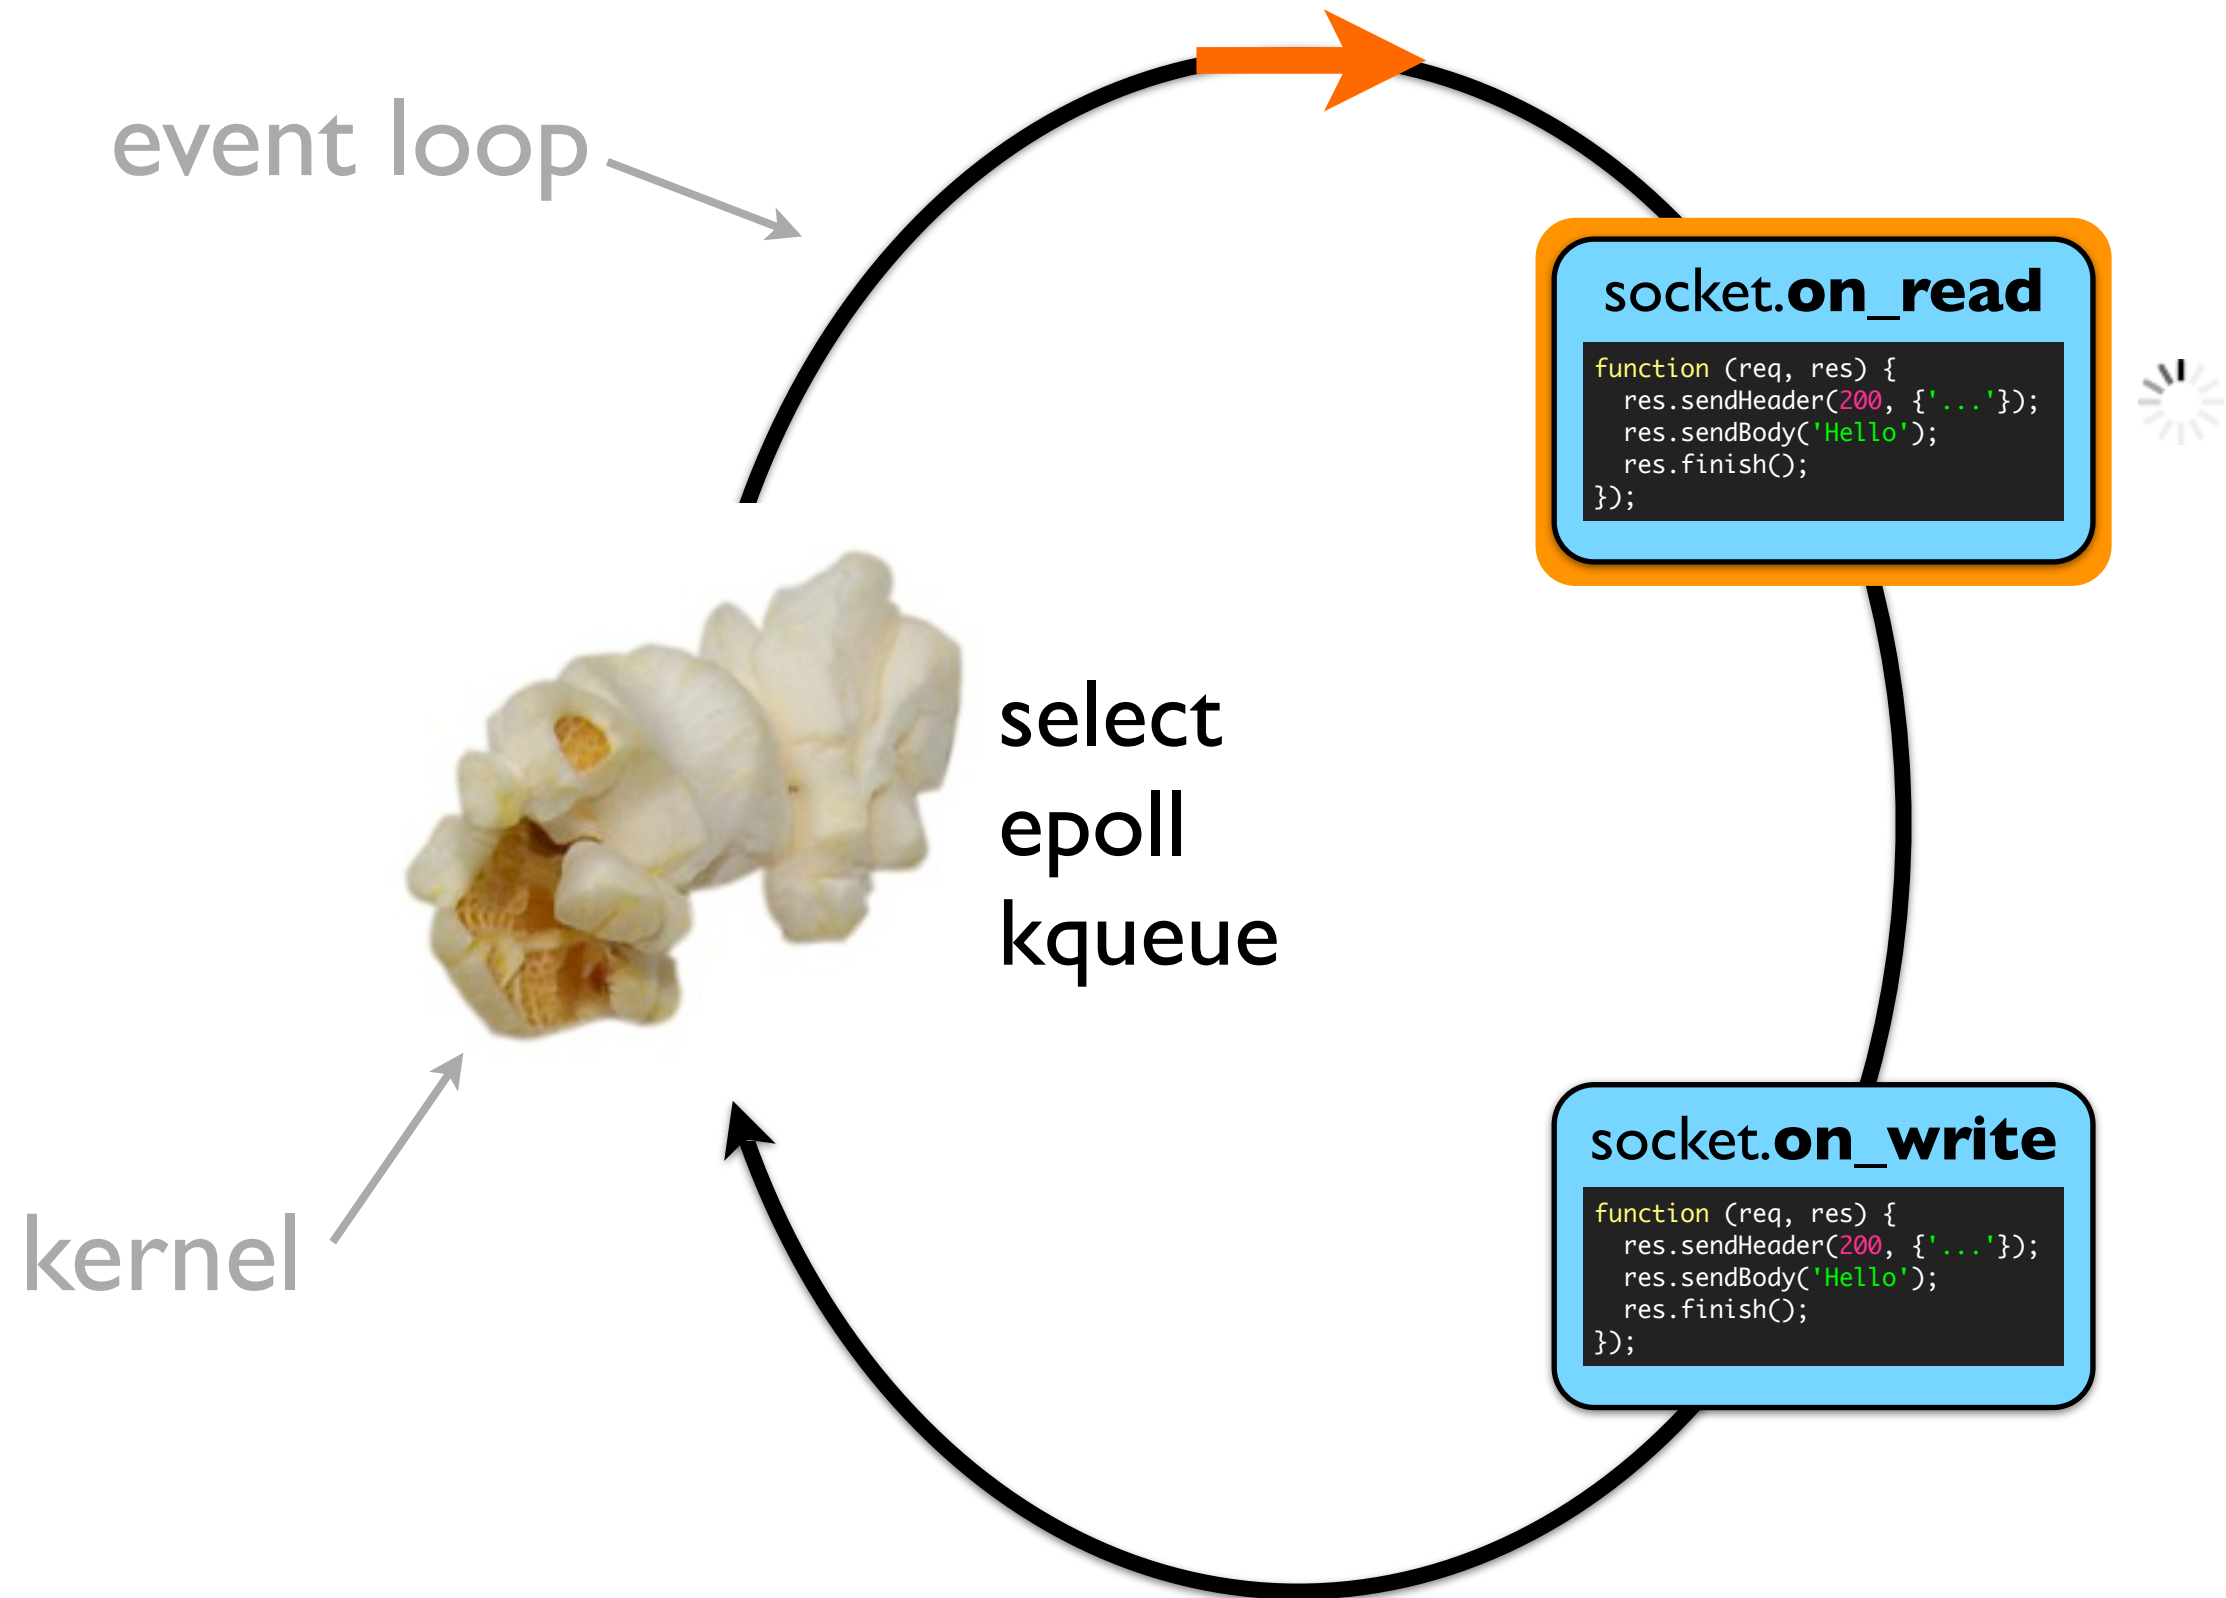 event loop
socket.on_read
function (req, res) {
  res.sendHeader(200, {'...'});
  res.sendBody('Hello');
  res.finish();
});
select
epoll
kqueue
kernel
socket.on_write
function (req, res) {
  res.sendHeader(200, {'...'});
  res.sendBody('Hello');
  res.finish();
});